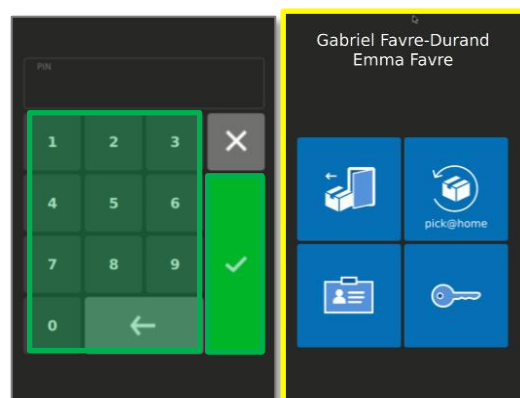 PIN
1 2 3
4 5 6
7 8 9
0
Gabriel Favre-Durand
Emma Favre
pick@home